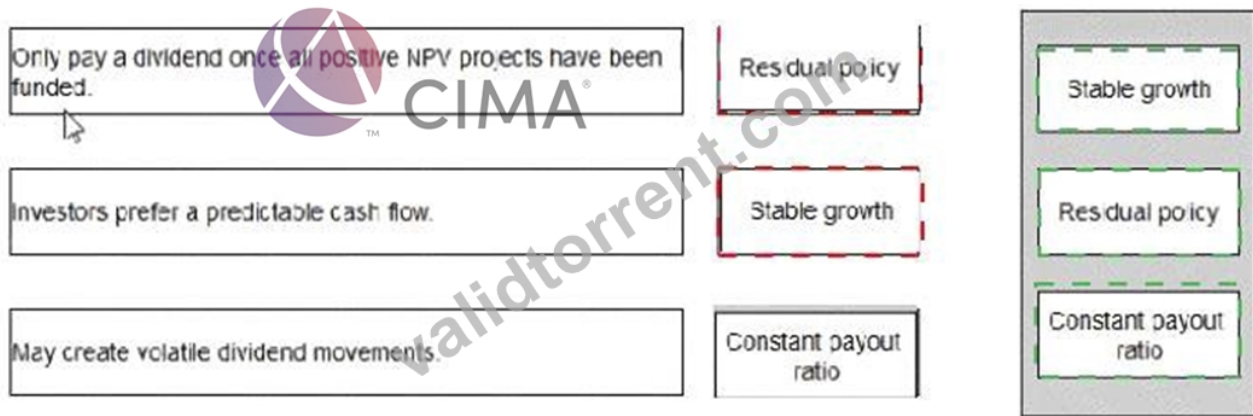 Only pay a dividend once all positive NPV projects have been
funded.
Residual policy
Stable growth
CIMA®
TM
Investors prefer a predictable cash flow.
Stable growth
Residual policy
May create volatile dividend movements.
Constant payout
ratio
Constant payout
ratio
validtorrent.com